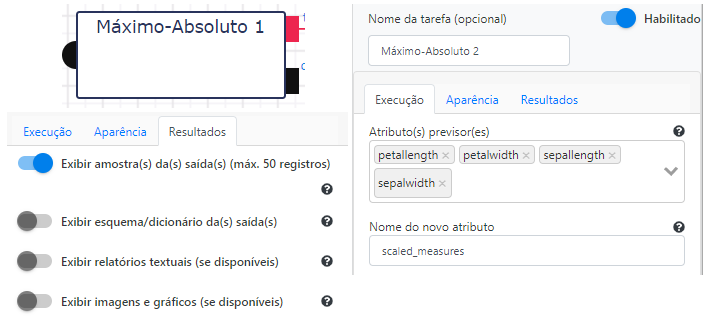 Máximo-Absoluto 1
Execução Aparência Resultados
Exibir amostra(s) da(s) saída(s) (máx. 50 registros)
Exibir esquema/dicionário da(s) saída(s)
Exibir relatórios textuais (se disponíveis)
Exibir imagens e gráficos (se disponíveis)
Nome da tarefa (opcional) Habilitado
Máximo-Absoluto 2
Execução Aparência Resultados
Atributo(s) previsor(es)
petallength × petalwidth × sepallength ×
sepalwidth ×
Nome do novo atributo
scaled_measures